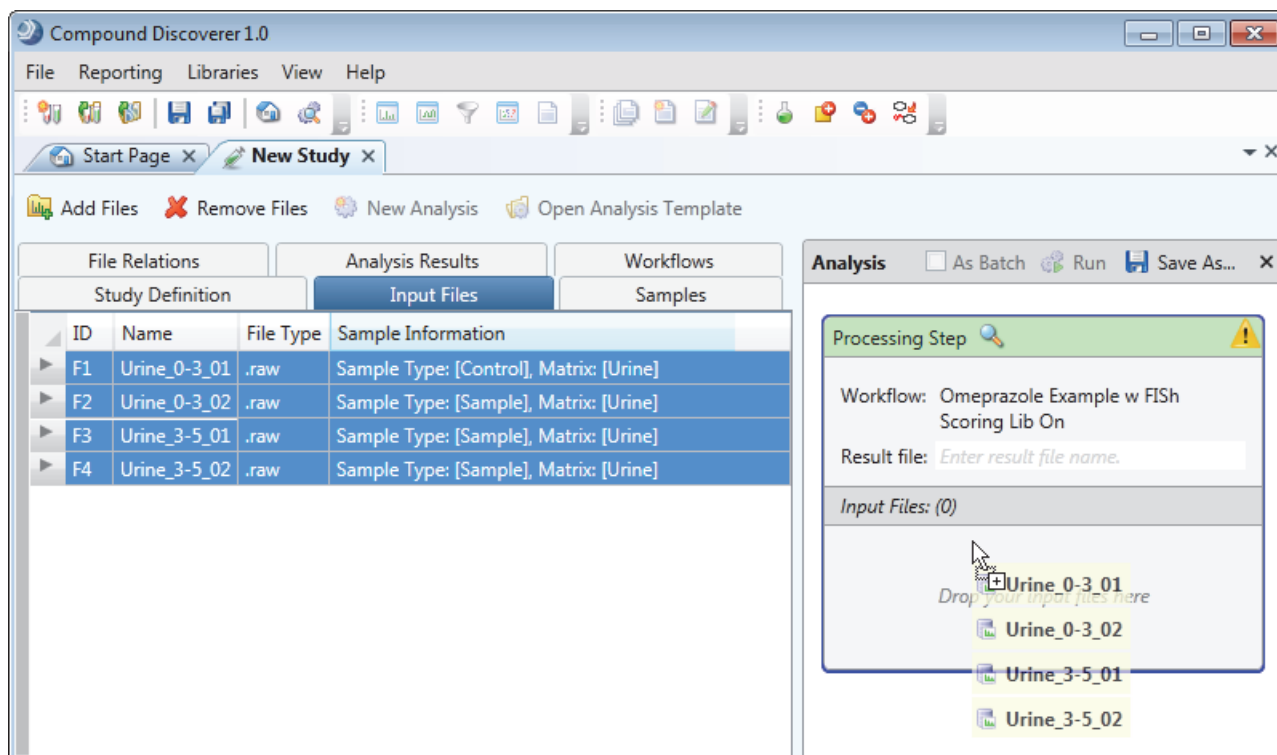 Compound Discoverer 1.0
File Reporting Libraries View Help
Start Page New Study
Add Files Remove Files New Analysis Open Analysis Template
File Relations Analysis Results Workflows
Study Definition Input Files Samples
ID Name File Type Sample Information
F1 Urine_0-3_01 .raw Sample Type: [Control], Matrix: [Urine]
F2 Urine_0-3_02 .raw Sample Type: [Sample], Matrix: [Urine]
F3 Urine_3-5_01 .raw Sample Type: [Sample], Matrix: [Urine]
F4 Urine_3-5_02 .raw Sample Type: [Sample], Matrix: [Urine]
Analysis As Batch Run Save As...
Processing Step
Workflow: Omeprazole Example w FISh
Scoring Lib On
Result file: Enter result file name.
Input Files: (0)
Urine_0-3_01
Drop your input files here
Urine_0-3_02
Urine_3-5_01
Urine_3-5_02